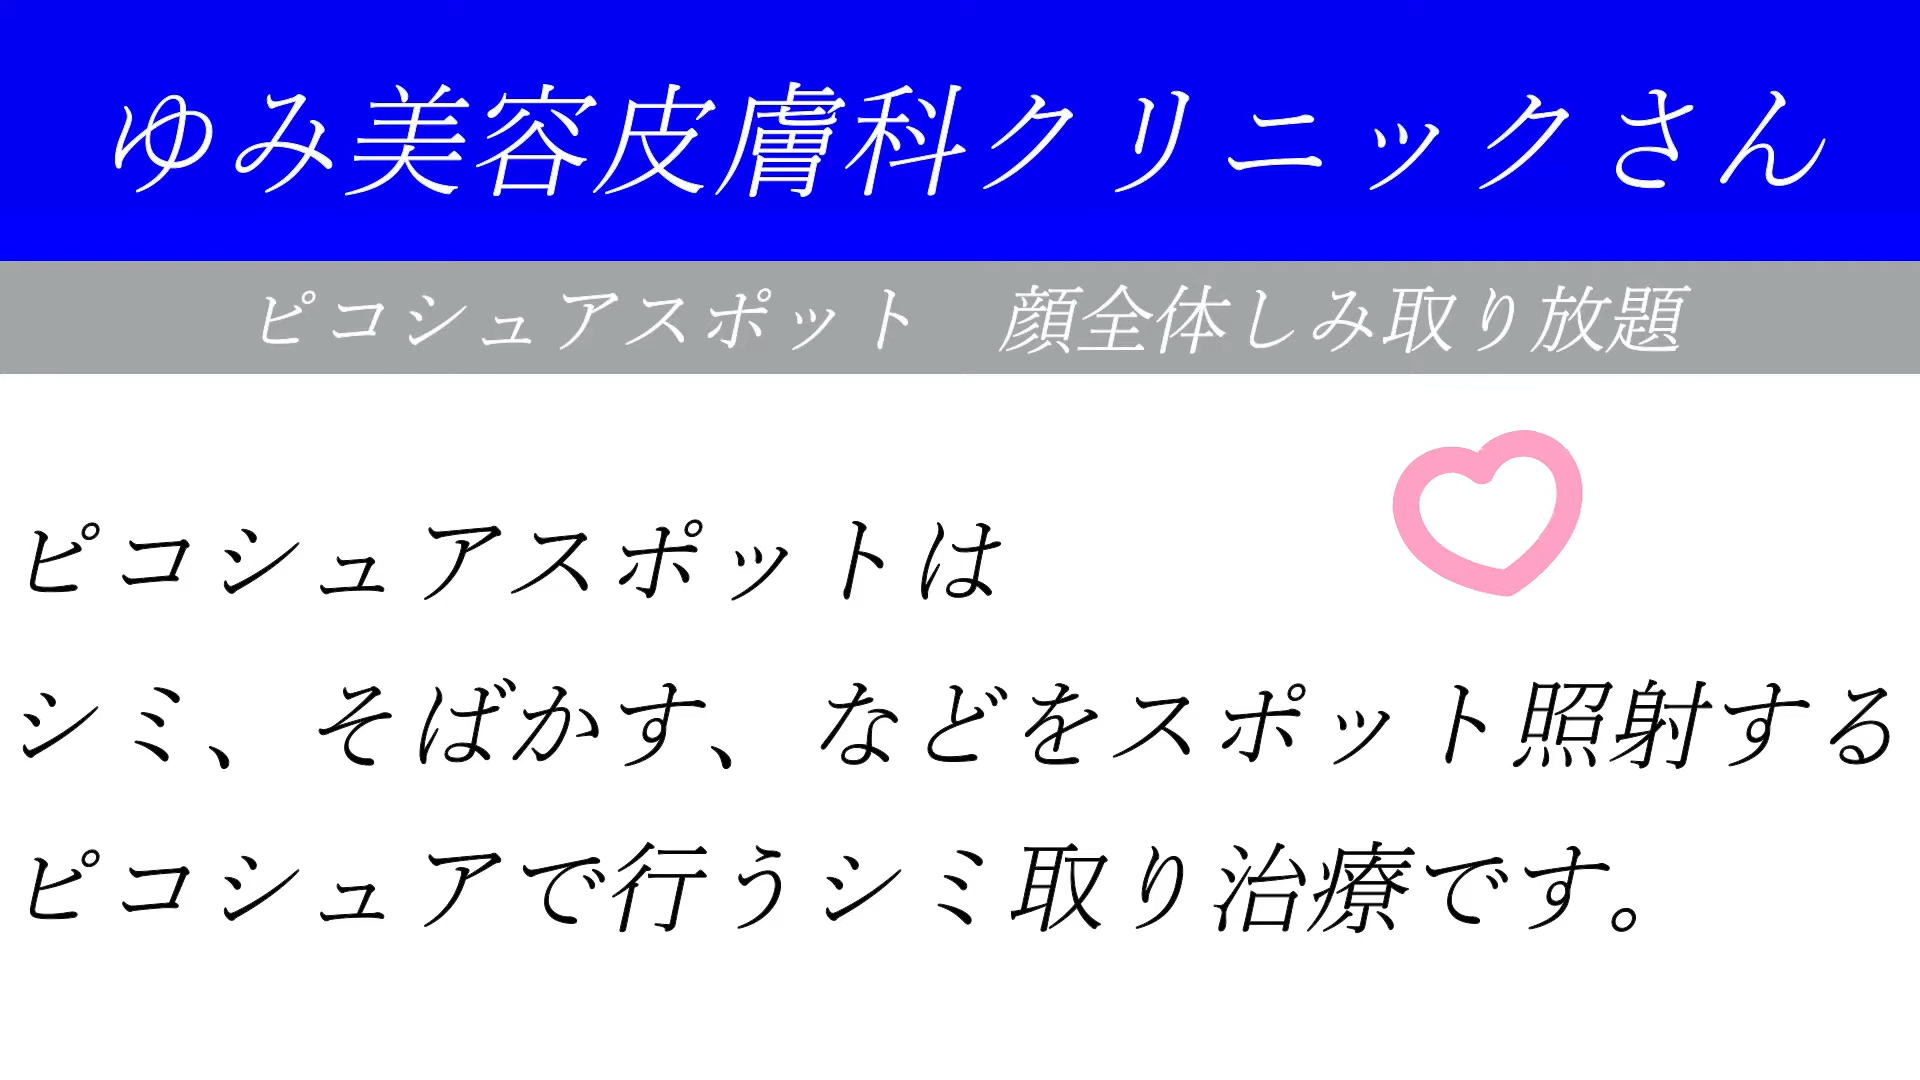 ゆみ美容皮膚科クリニックさん
ピコシュアスポット　顔全体しみ取り放題
ピコシュアスポットは
シミ、そばかす、などをスポット照射する
ピコシュアで行うシミ取り治療です。